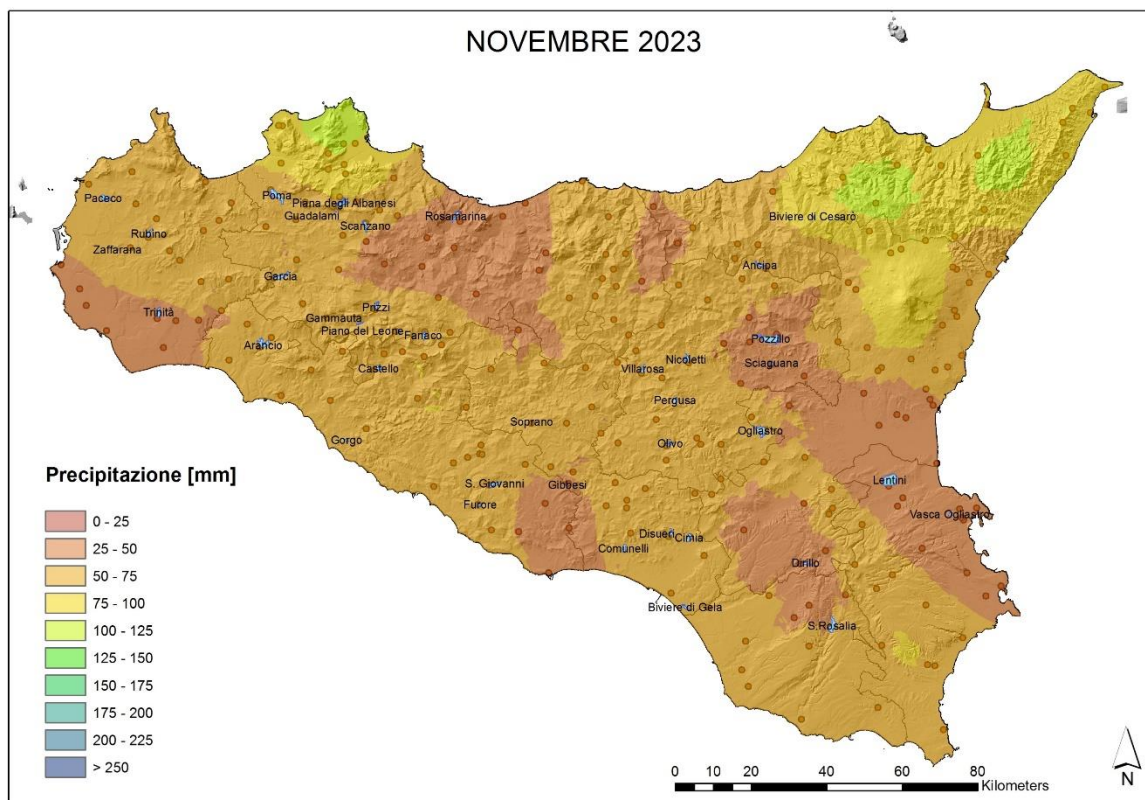 NOVEMBRE 2023
Paceco
Poma
Piana degli Albanesi
Rosamarina
Guadalami
Scanzano
Biviere di Cesarò
Rubino
Zaffarana
Garcia
Ancipa
Trinità
Prizzi
Gammauta
Piano del Leone
Fanaco
Arancio
Castello
Pozzillo
Nicoletti
Sciaguana
Villarosa
Pergusa
Soprano
Ogliastro
Gorgo
Olivo
S. Giovanni
Gibbesi
Lentini
Furore
Vasca Ogliastro
Disueri
Cimia
Comunelli
Dirillo
Biviere di Gela
S.Rosalia
Precipitazione [mm]
0 - 25
25 - 50
50 - 75
75 - 100
100 - 125
125 - 150
150 - 175
175 - 200
200 - 225
> 250
0 10 20 40 60 80
Kilometers
N